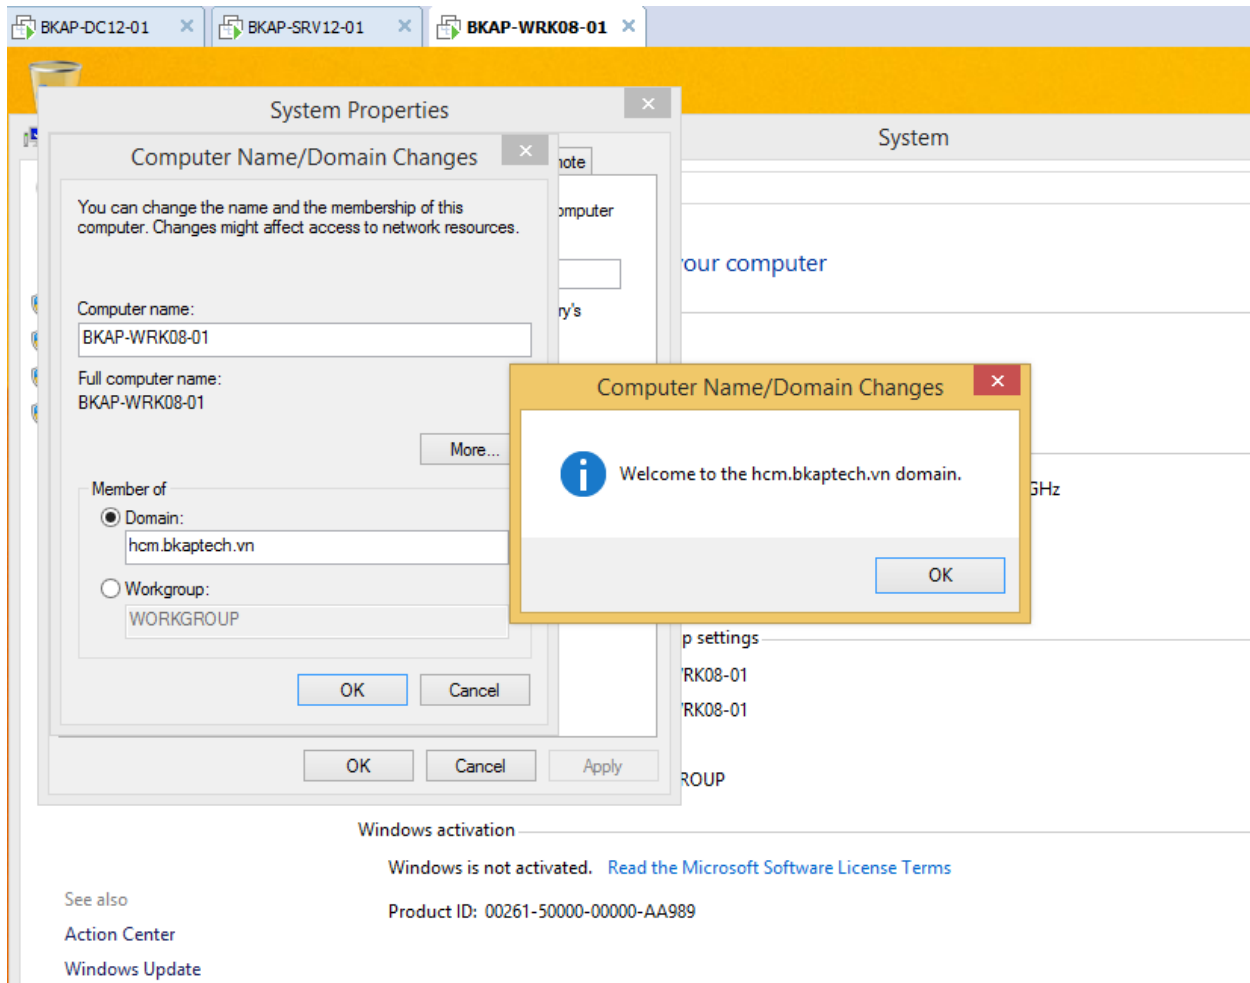 BKAP-DC12-01
BKAP-SRV12-01
BKAP-WRK08-01
System Properties
System
Computer Name/Domain Changes
You can change the name and the membership of this
computer. Changes might affect access to network resources.
our computer
Computer name:
ry's
BKAP-WRK08-01
Full computer name:
BKAP-WRK08-01
Computer Name/Domain Changes
More...
Welcome to the hcm.bkaptech.vn domain.
Member of
GHz
Domain:
hcm.bkaptech.vn
OK
Workgroup:
WORKGROUP
p settings
RK08-01
OK
Cancel
RK08-01
OK
Cancel
Apply
ROUP
Windows activation
Windows is not activated. Read the Microsoft Software License Terms
See also
Product ID: 00261-50000-00000-AA989
Action Center
Windows Update